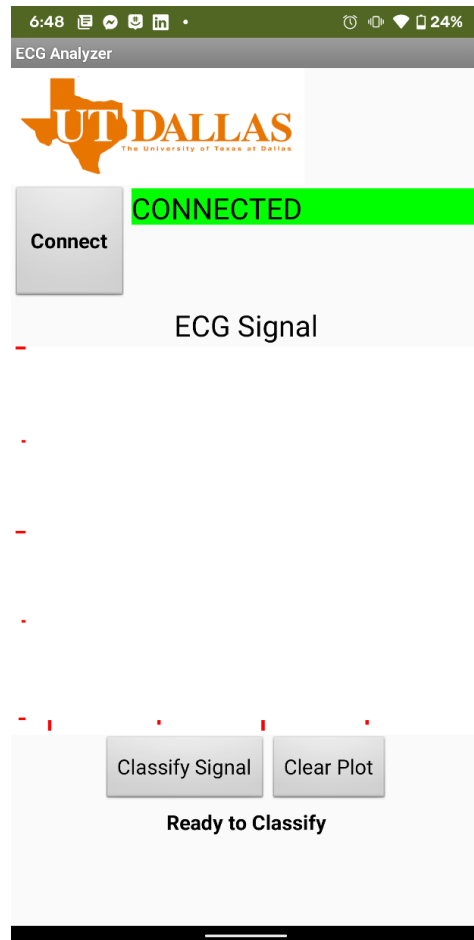 6:48
24%
ECG Analyzer
UT DALLAS
The University of Texas at Dallas
Connect
CONNECTED
ECG Signal
Classify Signal
Clear Plot
Ready to Classify